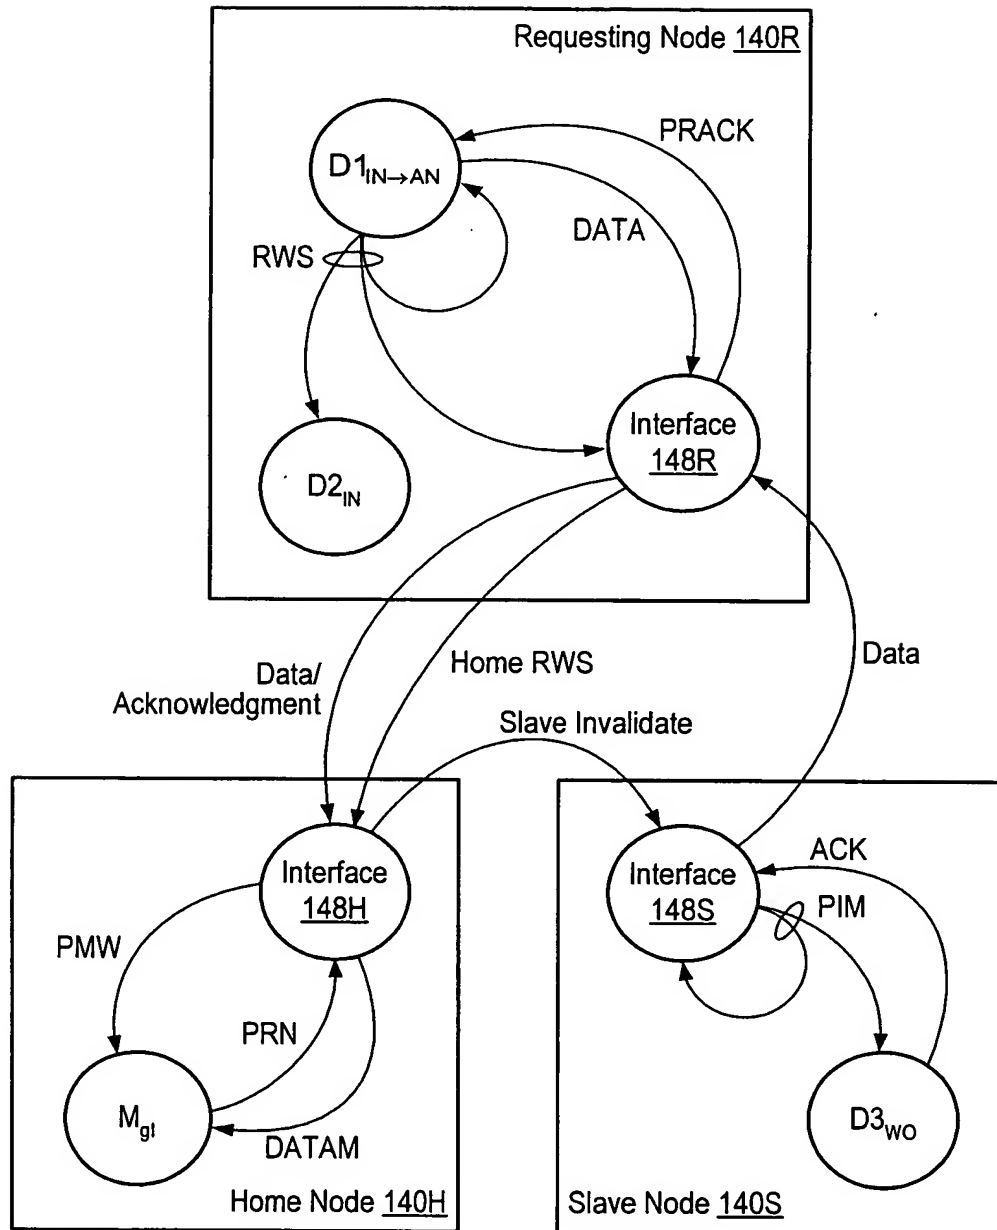 Requesting Node 140R
D1IN→AN
PRACK
DATA
RWS
Interface
148R
D2IN
Data/
Acknowledgment
Home RWS
Data
Slave Invalidate
Interface
148H
Interface
148S
ACK
PIM
PMW
PRN
Mgl
DATAM
D3WO
Home Node 140H
Slave Node 140S